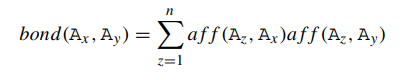 bond(A_x, A_y) = \sum_{z=1}^{n} aff(A_z, A_x)aff(A_z, A_y)